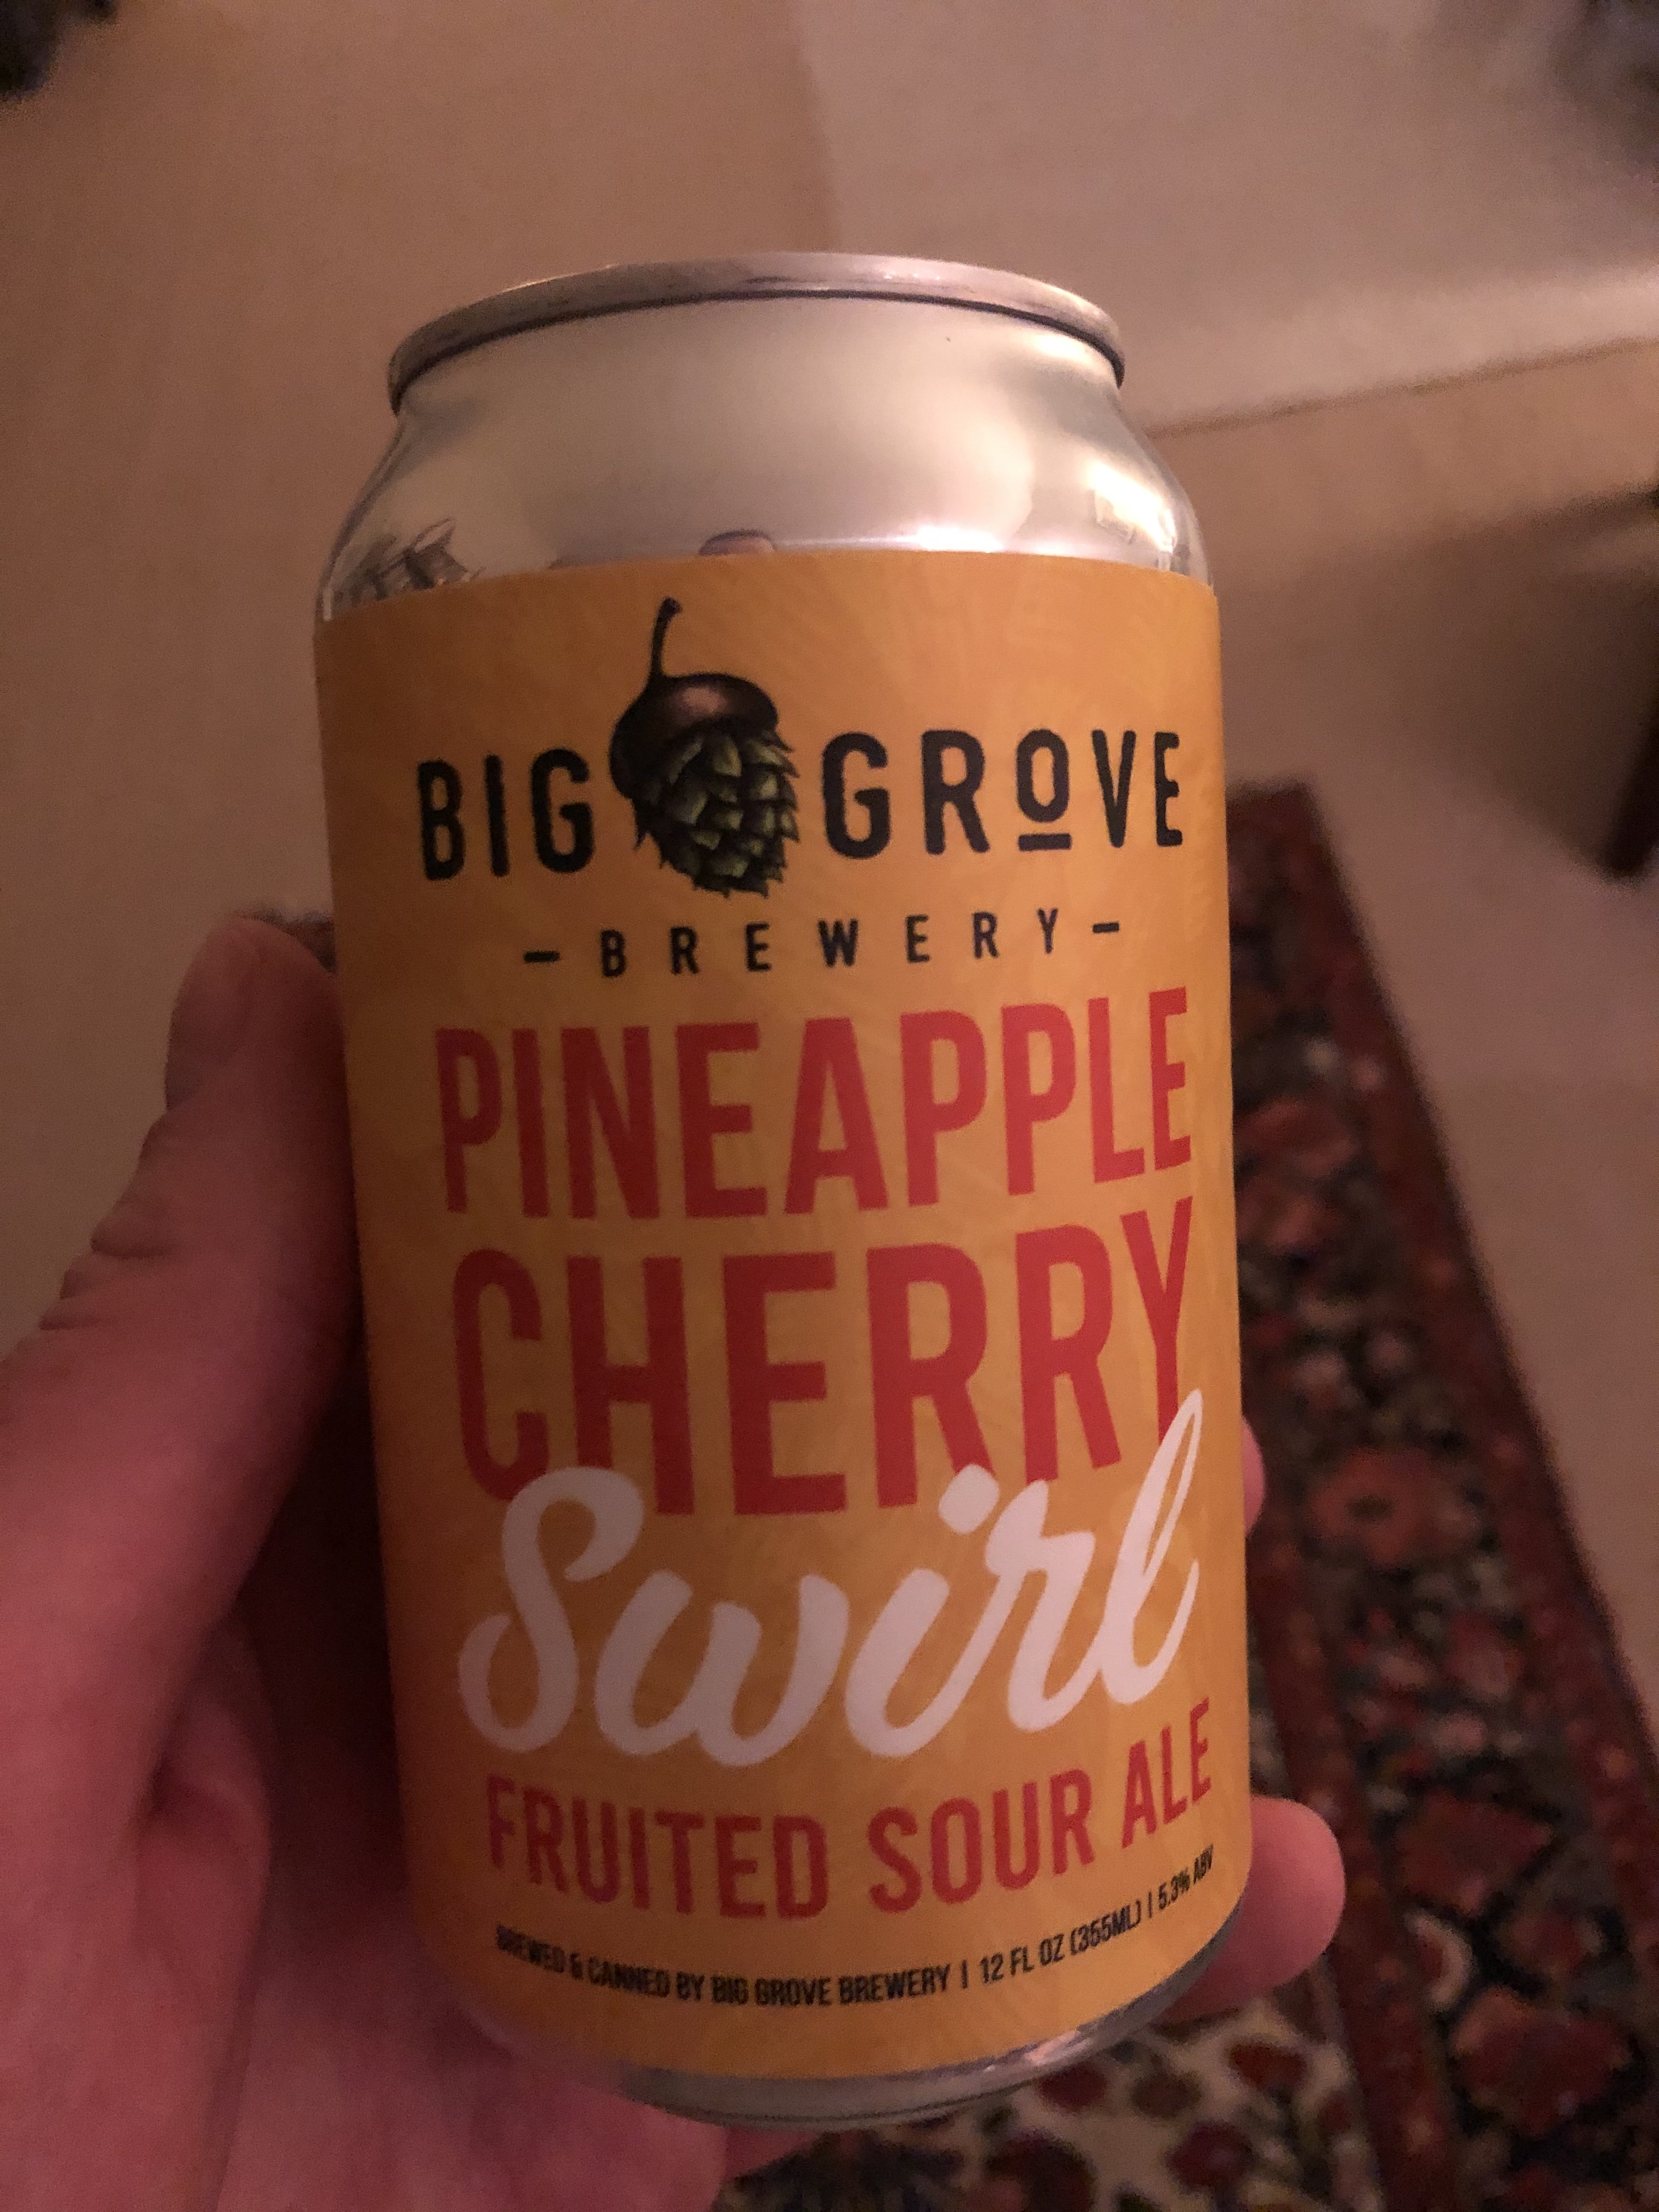 BIG GROVE
– BREWERY –
PINEAPPLE
CHERRY
Swirl
FRUITED SOUR ALE
BREWED & CANNED BY BIG GROVE BREWERY | 12 FL OZ (355ML) | 5.3% ABV